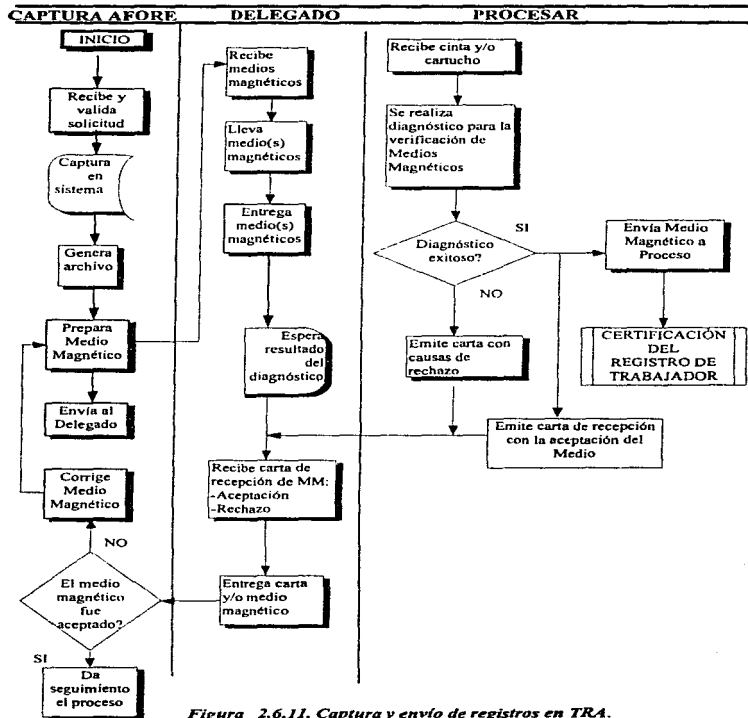 CAPTURA AFORE
DELEGADO
PROCESAR
INICIO
Recibe y
valida
solicitud
Captura
en
sistema
Genera
archivo
Prepara
Medio
Magnético
Envía al
Delegado
Corrige
Medio
Magnético
NO
El medio
magnético
fue
aceptado?
SI
Da
seguimiento
el proceso
Recibe
medios
magnéticos
Lleva
medio(s)
magnéticos
Entrega
medio(s)
magnéticos
Espera
resultado
del
diagnóstico
Recibe carta de
recepción de MM:
-Aceptación
-Rechazo
Entrega carta
y/o medio
magnético
Recibe cinta y/o
cartucho
Se realiza
diagnóstico para la
verificación de
Medios
Magnéticos
Diagnóstico
exitoso?
SI
NO
Envía Medio
Magnético a
Proceso
Emite carta con
causas de
rechazo
CERTIFICACIÓN
DEL
REGISTRO DE
TRABAJADOR
Emite carta de recepción
con la aceptación del
Medio
Figura 2.6.11. Captura y envío de registros en TRA.